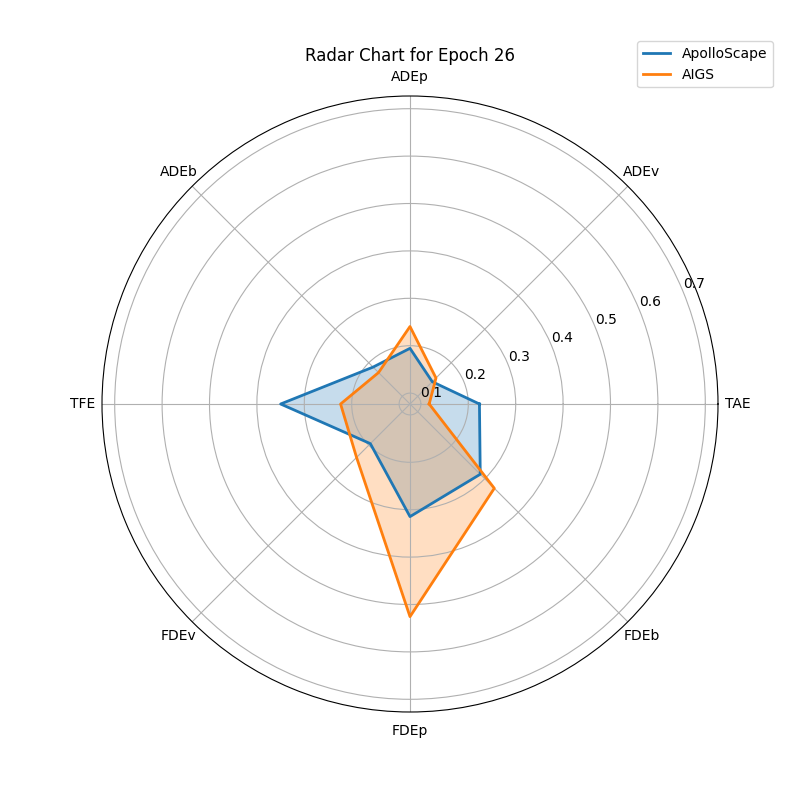 Radar Chart for Epoch 26
ApolloScape
AIGS
ADEp
ADEb
ADEv
0.7
0.6
0.5
0.4
0.3
0.2
0.1
TFE
TAE
FDEv
FDEb
FDEp